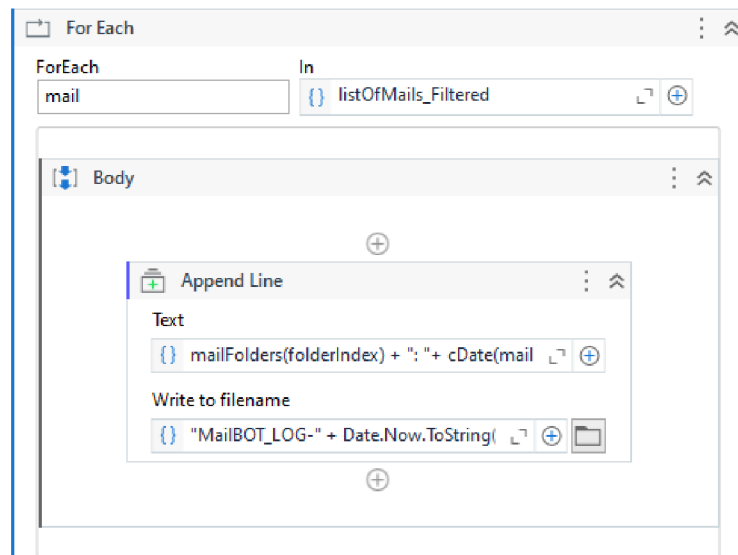 For Each
ForEach In
mail {} listOfMails_Filtered
Body
Append Line
Text
{} mailFolders(folderIndex) + ": "+ cDate(mail
Write to filename
{} "MailBOT_LOG-" + Date.Now.ToString(